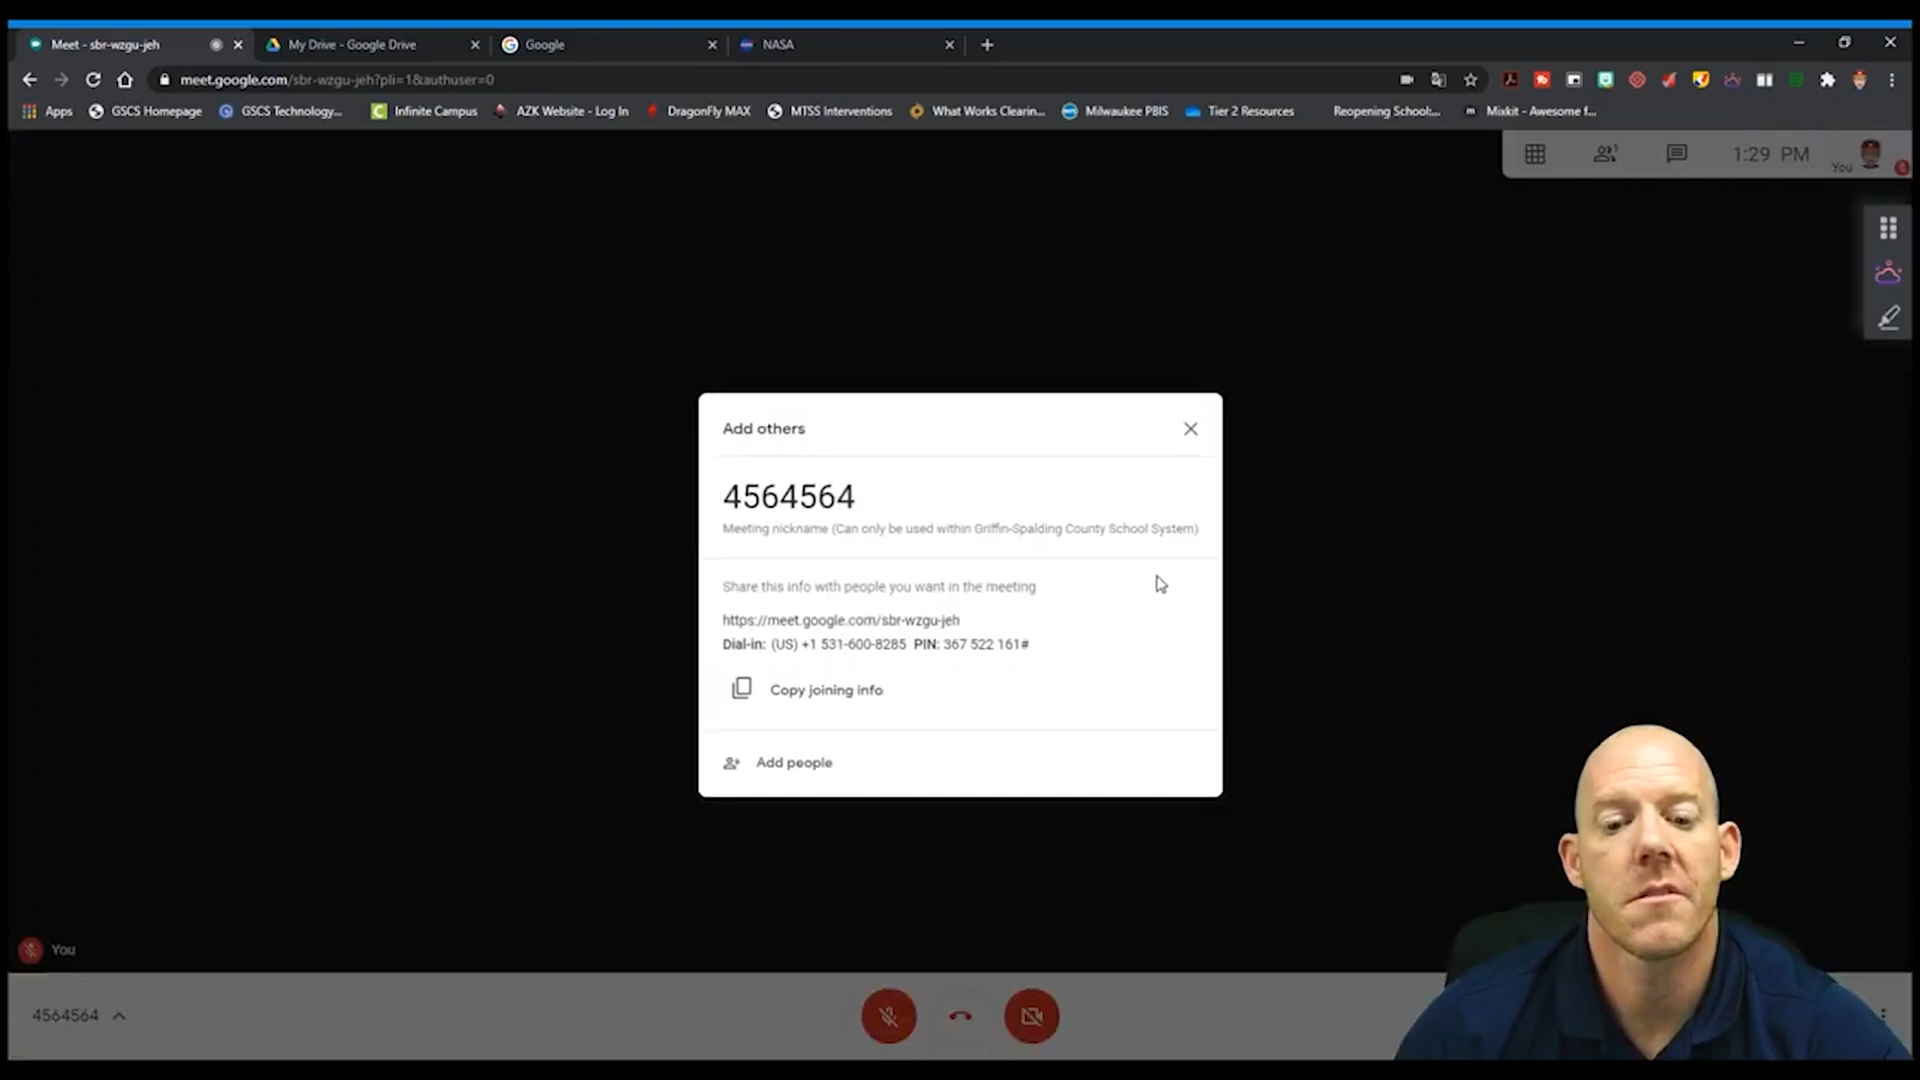 Meet - sbr-wzgu-jeh
My Drive - Google Drive
Google
NASA
meet.google.com/sbr-wzgu-jeh?pli=1&authuser=0
Apps
GSCS Homepage
GSCS Technology...
Infinite Campus
AZK Website - Log In
DragonFly MAX
MTSS Interventions
What Works Clearin...
Milwaukee PBIS
Tier 2 Resources
Reopening School:...
Mixkit - Awesome f...
1:29 PM
You
Add others
4564564
Meeting nickname (Can only be used within Griffin-Spalding County School System)
Share this info with people you want in the meeting
https://meet.google.com/sbr-wzgu-jeh
Dial-in: (US) +1 531-600-8285 PIN: 367 522 161#
Copy joining info
Add people
You
4564564